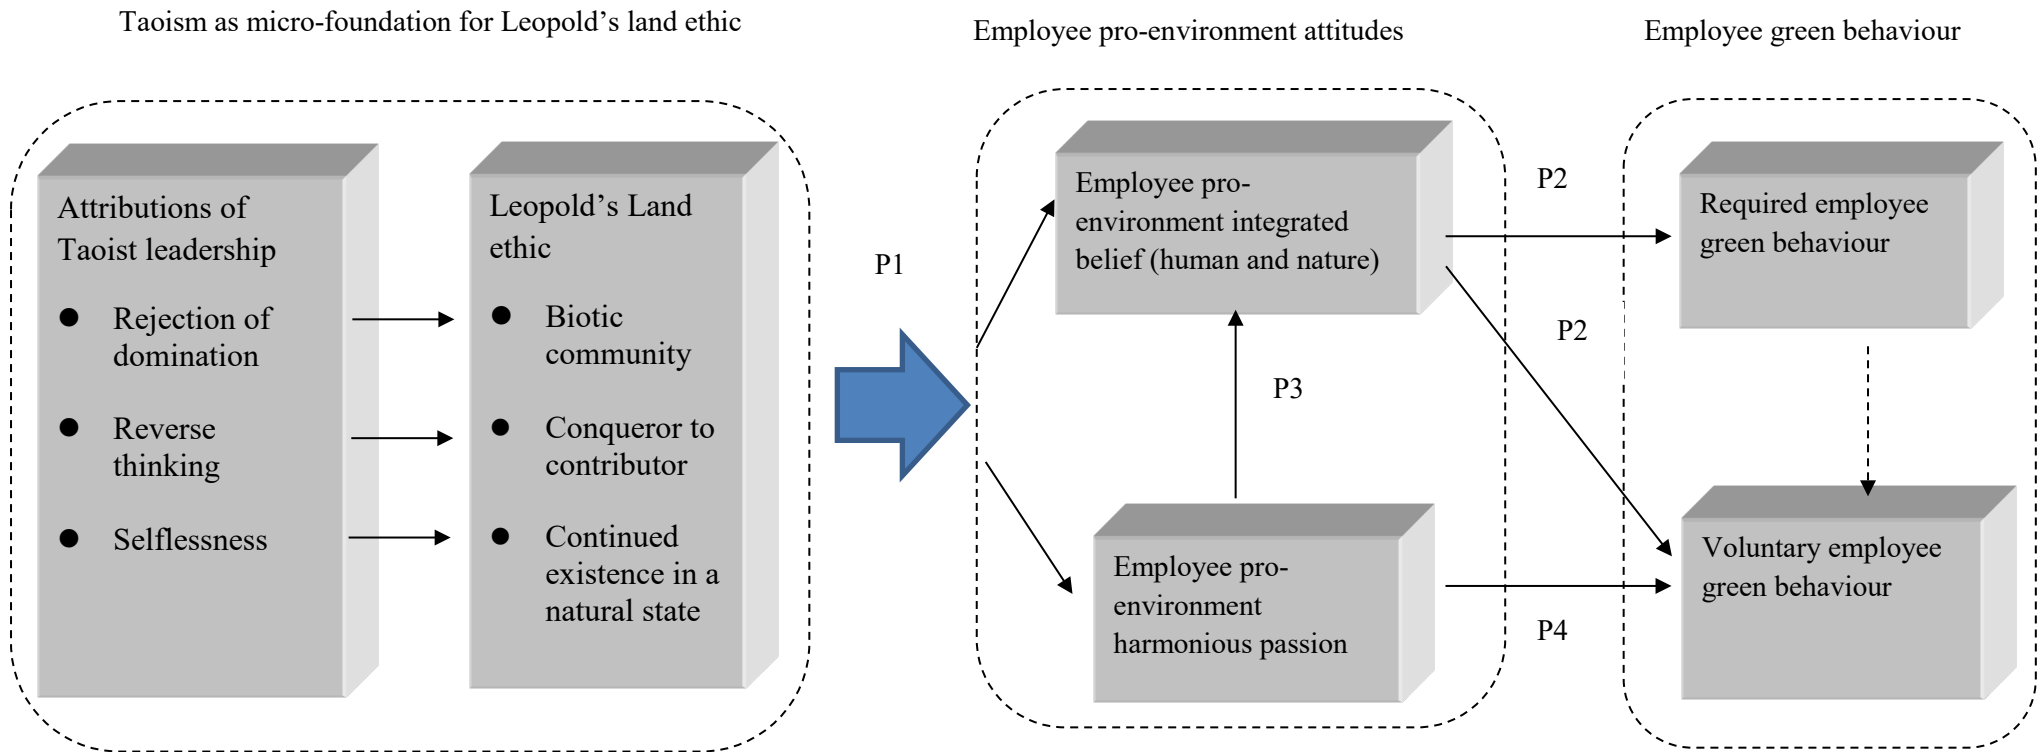 Taoism as micro-foundation for Leopold’s land ethic
Employee pro-environment attitudes
Employee green behaviour
Attributions of
Taoist leadership
● Rejection of
domination
● Reverse
thinking
● Selflessness
Leopold’s Land
ethic
● Biotic
community
● Conqueror to
contributor
● Continued
existence in a
natural state
P1
Employee pro-
environment integrated
belief (human and nature)
P3
Employee pro-
environment
harmonious passion
P2
P2
P4
Required employee
green behaviour
Voluntary employee
green behaviour